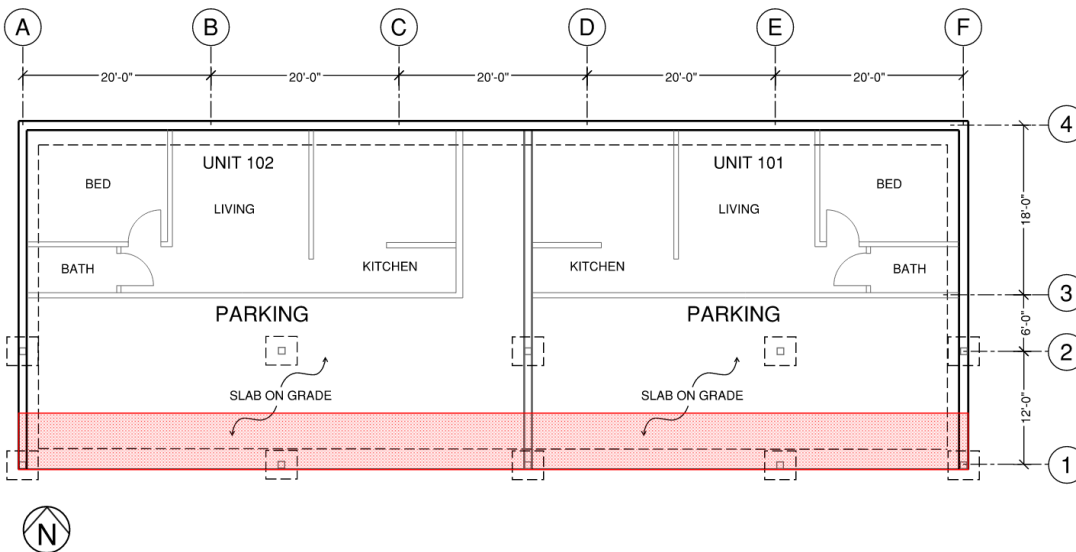 A B C D E F
20'-0" 20'-0" 20'-0" 20'-0" 20'-0"
4
UNIT 102 UNIT 101
BED BED
LIVING LIVING
18'-0"
BATH KITCHEN KITCHEN BATH
3
PARKING PARKING
6'-0"
2
SLAB ON GRADE SLAB ON GRADE
12'-0"
1
N